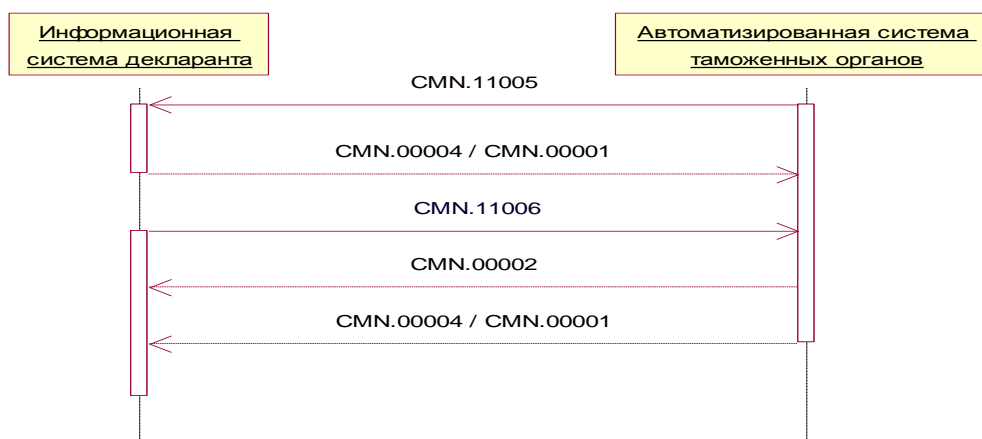 Информационная
система декларанта
Автоматизированная система
таможенных органов
CMN.11005
CMN.00004 / CMN.00001
CMN.11006
CMN.00002
CMN.00004 / CMN.00001